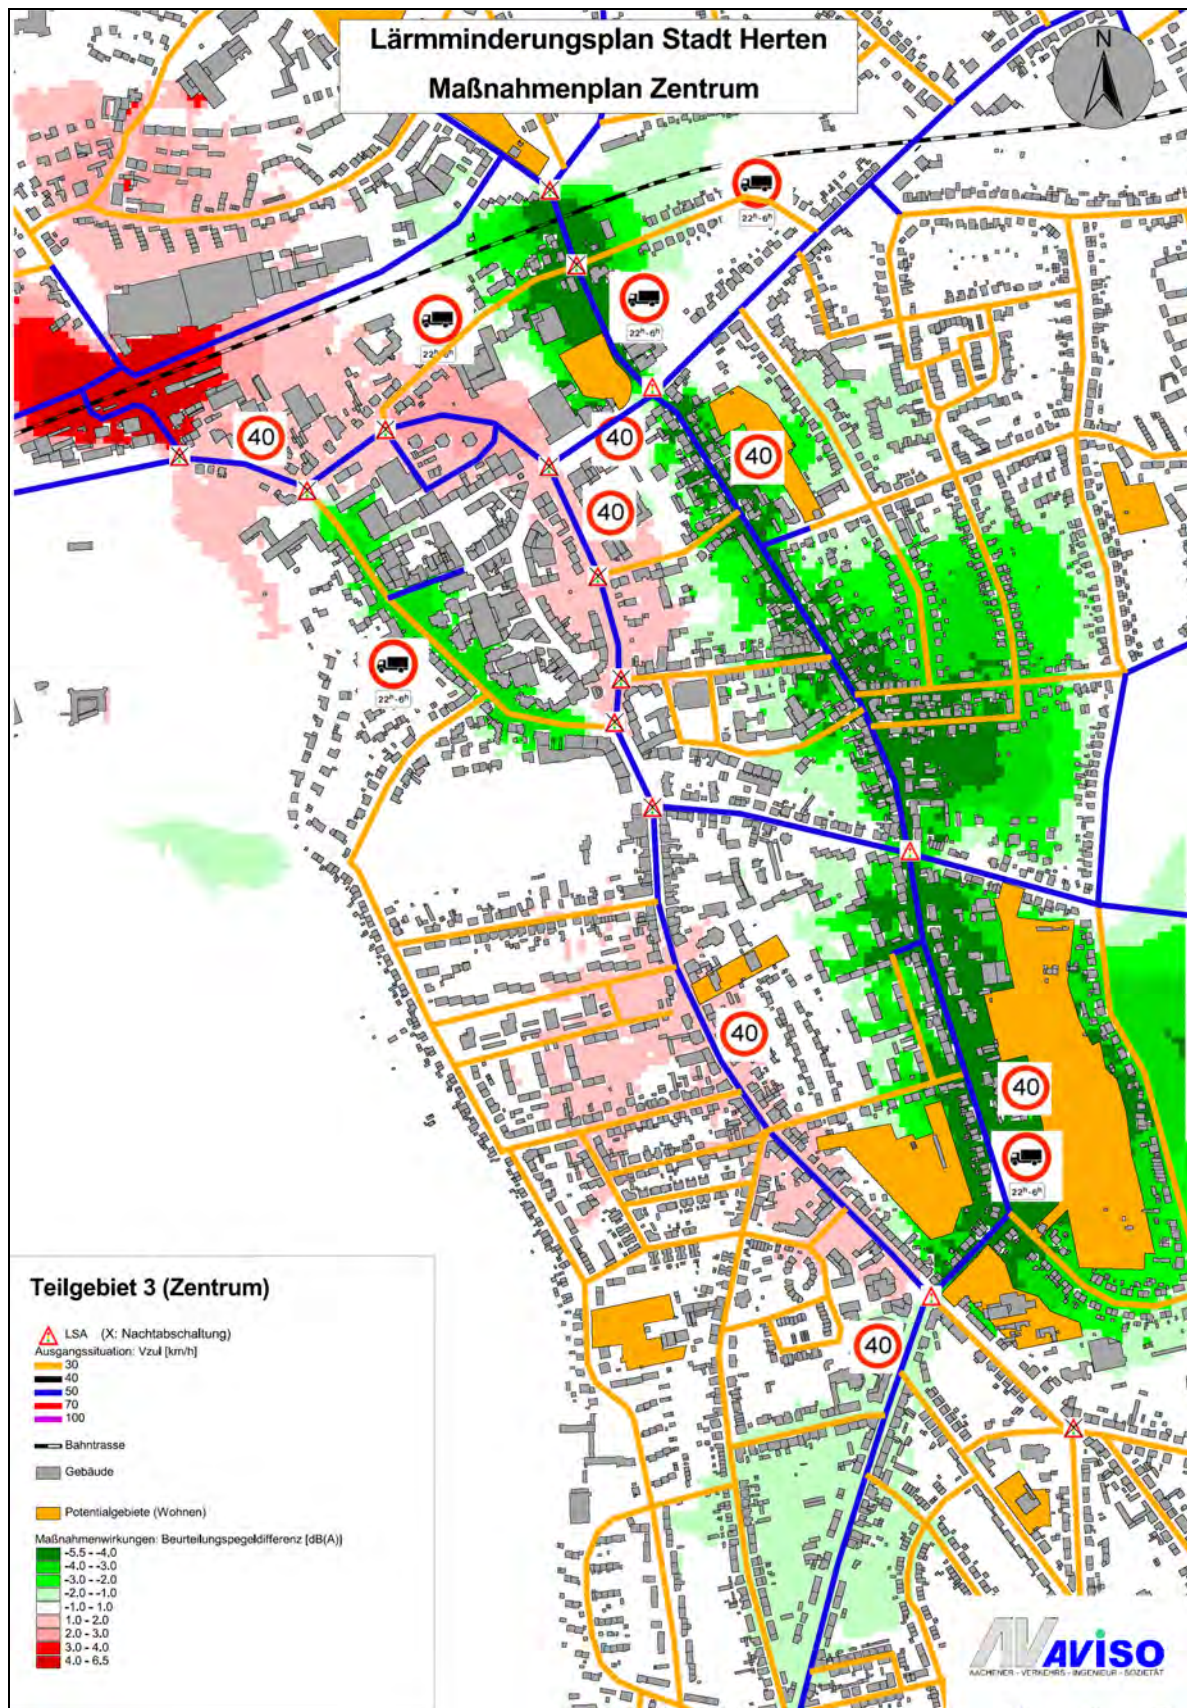 Lärmminderungsplan Stadt Herten
Maßnahmenplan Zentrum
N
22h-6h
22h-6h
22h-6h
40
40
40
40
22h-6h
40
40
22h-6h
40
Teilgebiet 3 (Zentrum)
LSA (X: Nachtabschaltung)
Ausgangssituation: Vzul [km/h]
30
40
50
70
100
Bahntrasse
Gebäude
Potentialgebiete (Wohnen)
Maßnahmenwirkungen: Beurteilungspegeldifferenz [dB(A)]
-5.5 - -4.0
-4.0 - -3.0
-3.0 - -2.0
-2.0 - -1.0
-1.0 - 1.0
1.0 - 2.0
2.0 - 3.0
3.0 - 4.0
4.0 - 6.5
AV AVISO
AACHENER - VERKEHRS - INGENIEUR - SOZIETÄT